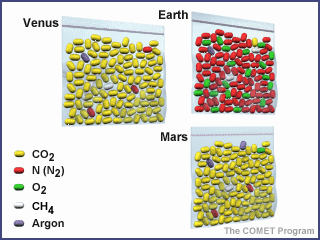 Venus
Earth
Mars
CO2
N (N2)
O2
CH4
Argon
The COMET Program